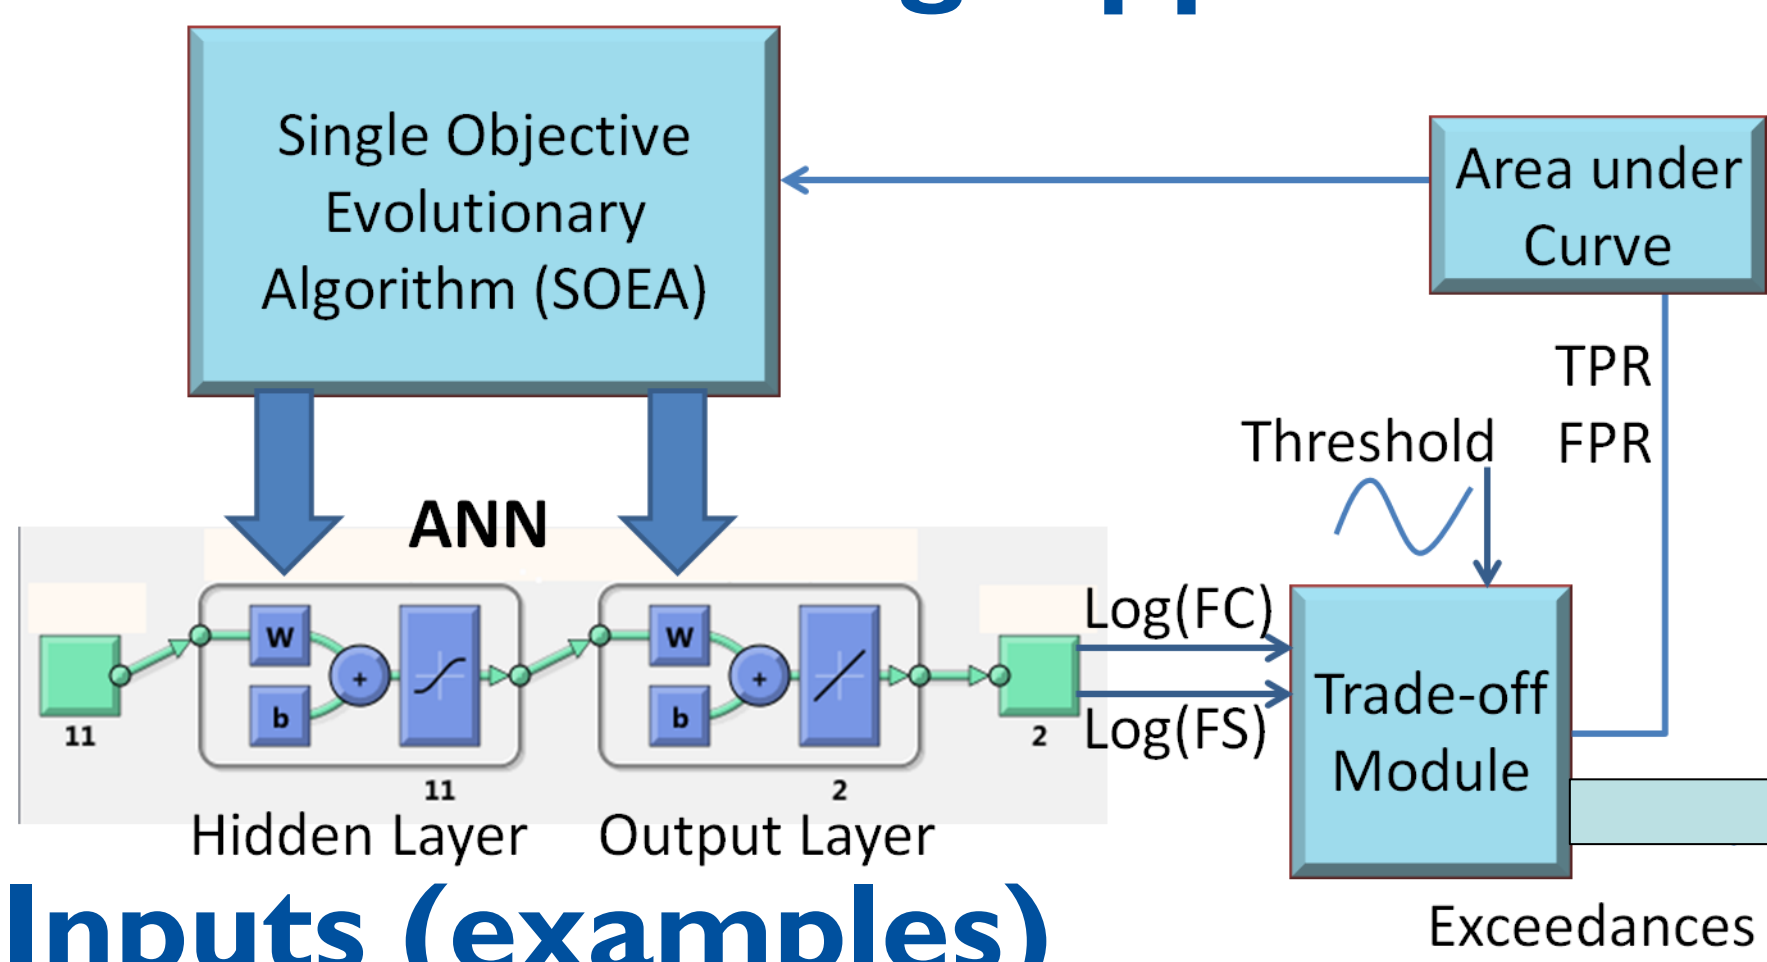 Single Objective
Evolutionary
Algorithm (SOEA)
Area under
Curve
TPR
FPR
Threshold
ANN
Log(FC)
Log(FS)
W
b
+
W
b
+
11
11
2
2
Hidden Layer
Output Layer
Trade-off
Module
Inputs (examples)
Exceedances